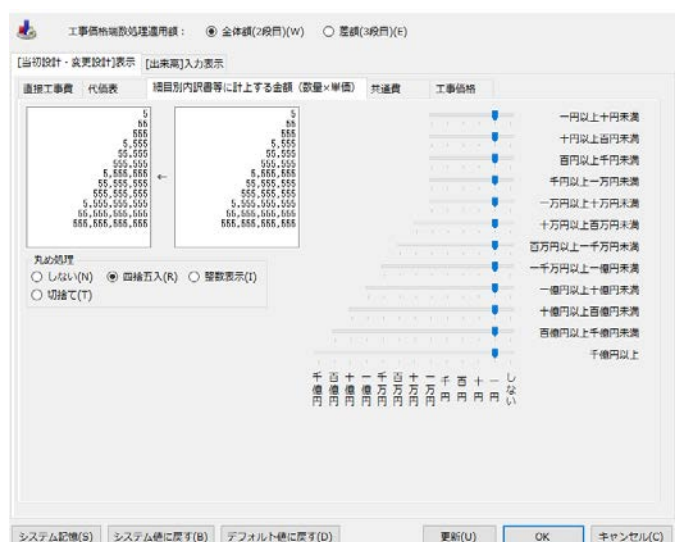 工事価格端数処理適用額： 全体額(2段目)(W) 差額(3段目)(E)
[当初設計・変更設計]表示 [出来高]入力表示
直接工事費 代価表 細目別内訳書等に計上する金額（数量×単価） 共通費 工事価格
5 5
55 55
555 555
5,555 5,555
55,555 55,555
555,555 555,555
5,555,555 ← 5,555,555
55,555,555 55,555,555
555,555,555 555,555,555
5,555,555,555 5,555,555,555
55,555,555,555 55,555,555,555
555,555,555,555 555,555,555,555
丸め処理
しない(N) 四捨五入(R) 整数表示(I)
切捨て(T)
一円以上十円未満
十円以上百円未満
百円以上千円未満
千円以上一万円未満
一万円以上十万円未満
十万円以上百万円未満
百万円以上一千万円未満
一千万円以上一億円未満
一億円以上十億円未満
十億円以上百億円未満
百億円以上千億円未満
千億円以上
千億円 百億円 十億円 一億円 千万円 百万円 十万円 一万円 千円 百円 十円 一円 しない
システム記憶(S) システム値に戻す(B) デフォルト値に戻す(D) 更新(U) OK キャンセル(C)